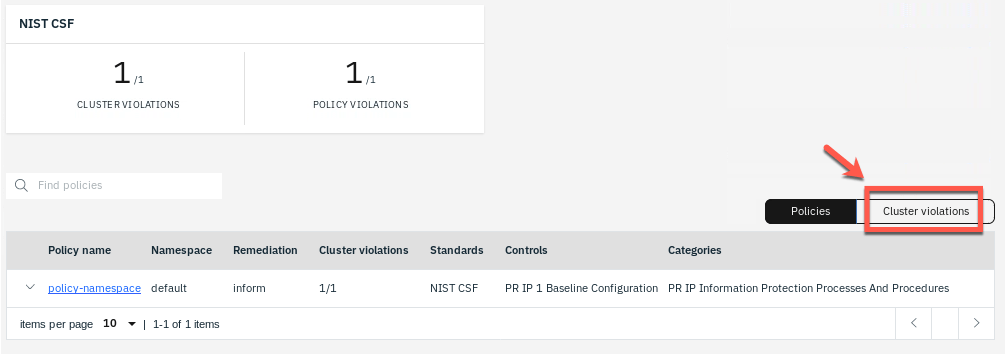 NIST CSF
1 /1
CLUSTER VIOLATIONS
1 /1
POLICY VIOLATIONS
Find policies
Policies
Cluster violations
Policy name Namespace Remediation Cluster violations Standards Controls Categories
policy-namespace default inform 1/1 NIST CSF PR IP 1 Baseline Configuration PR IP Information Protection Processes And Procedures
items per page 10 | 1-1 of 1 items